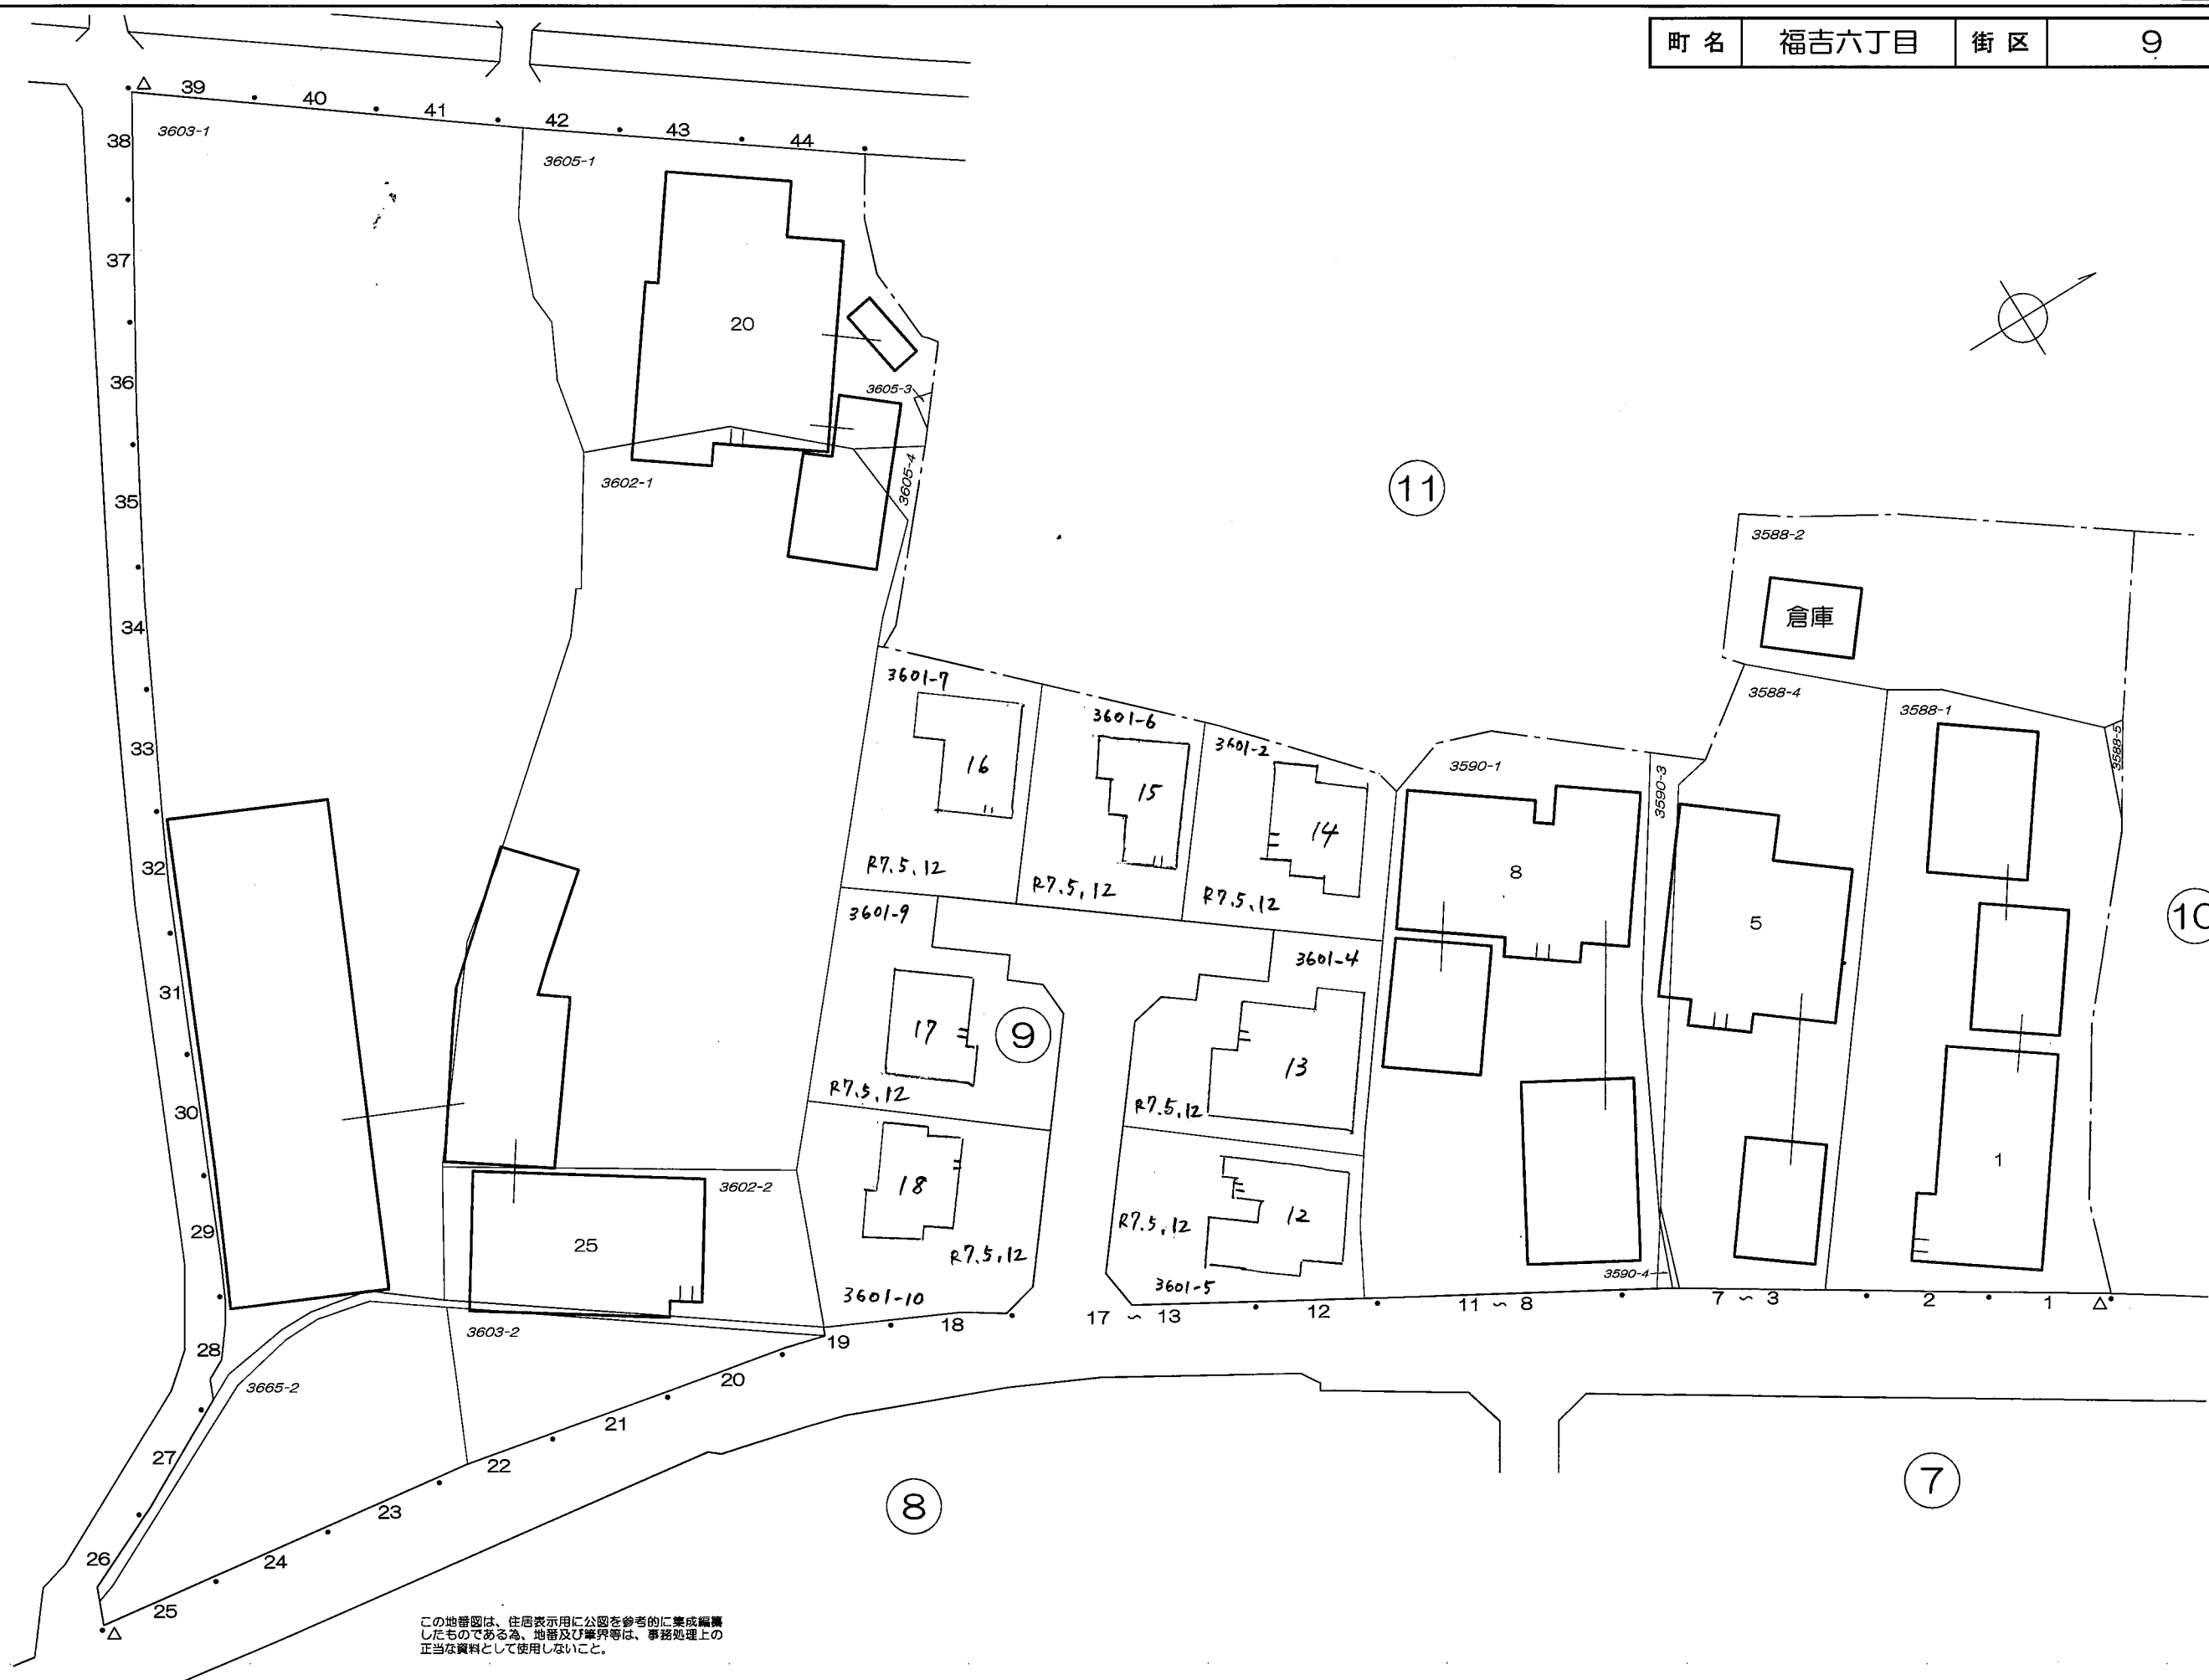 町名 福吉六丁目 街区 9
39 40 41 42 43 44
38 3603-1 3605-1
37
20
36 3605-3
35 3602-1 3605-4
11
3588-2
倉庫
34
3601-7 3588-4
3601-6 3588-1
3601-2
33 3590-1 3590-3 3588-5
16 15 14
8
32 R7.5,12 R7.5,12 R7.5,12
3601-9 5 10
3601-4
31
17 9 13
30 R7.5,12 R7.5,12
1
3602-2 18 12
29 25 R7.5,12 R7.5,12
3590-4
3601-10 3601-5
28 3603-2 19 18 17 ~ 13 12 11 ~ 8 7 ~ 3 2 1
3665-2 20
21
27 22
8 7
23
26 24
25
この地番図は、住居表示用に公図を参考的に集成編纂
したものである為、地番及び筆界等は、事務処理上の
正当な資料として使用しないこと。